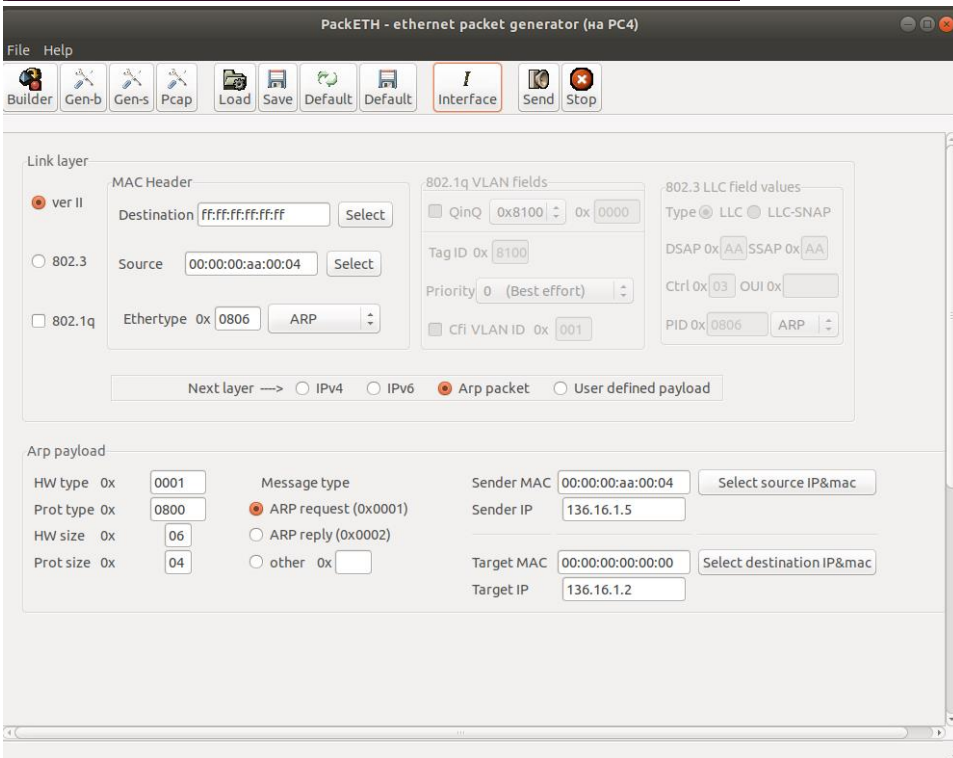 PackETH - ethernet packet generator (на PC4)
File Help
Builder Gen-b Gen-s Pcap Load Save Default Default Interface Send Stop
Link layer
ver II
802.3
802.1q
MAC Header
Destination ff:ff:ff:ff:ff:ff Select
Source 00:00:00:aa:00:04 Select
Ethertype 0x 0806 ARP
802.1q VLAN fields
QinQ 0x8100 0x 0000
Tag ID 0x 8100
Priority 0 (Best effort)
Cfi VLAN ID 0x 001
802.3 LLC field values
Type LLC LLC-SNAP
DSAP 0x AA SSAP 0x AA
Ctrl 0x 03 OUI 0x
PID 0x 0806 ARP
Next layer ----> IPv4 IPv6 Arp packet User defined payload
Arp payload
HW type 0x 0001
Prot type 0x 0800
HW size 0x 06
Prot size 0x 04
Message type
ARP request (0x0001)
ARP reply (0x0002)
other 0x
Sender MAC 00:00:00:aa:00:04 Select source IP&mac
Sender IP 136.16.1.5
Target MAC 00:00:00:00:00:00 Select destination IP&mac
Target IP 136.16.1.2